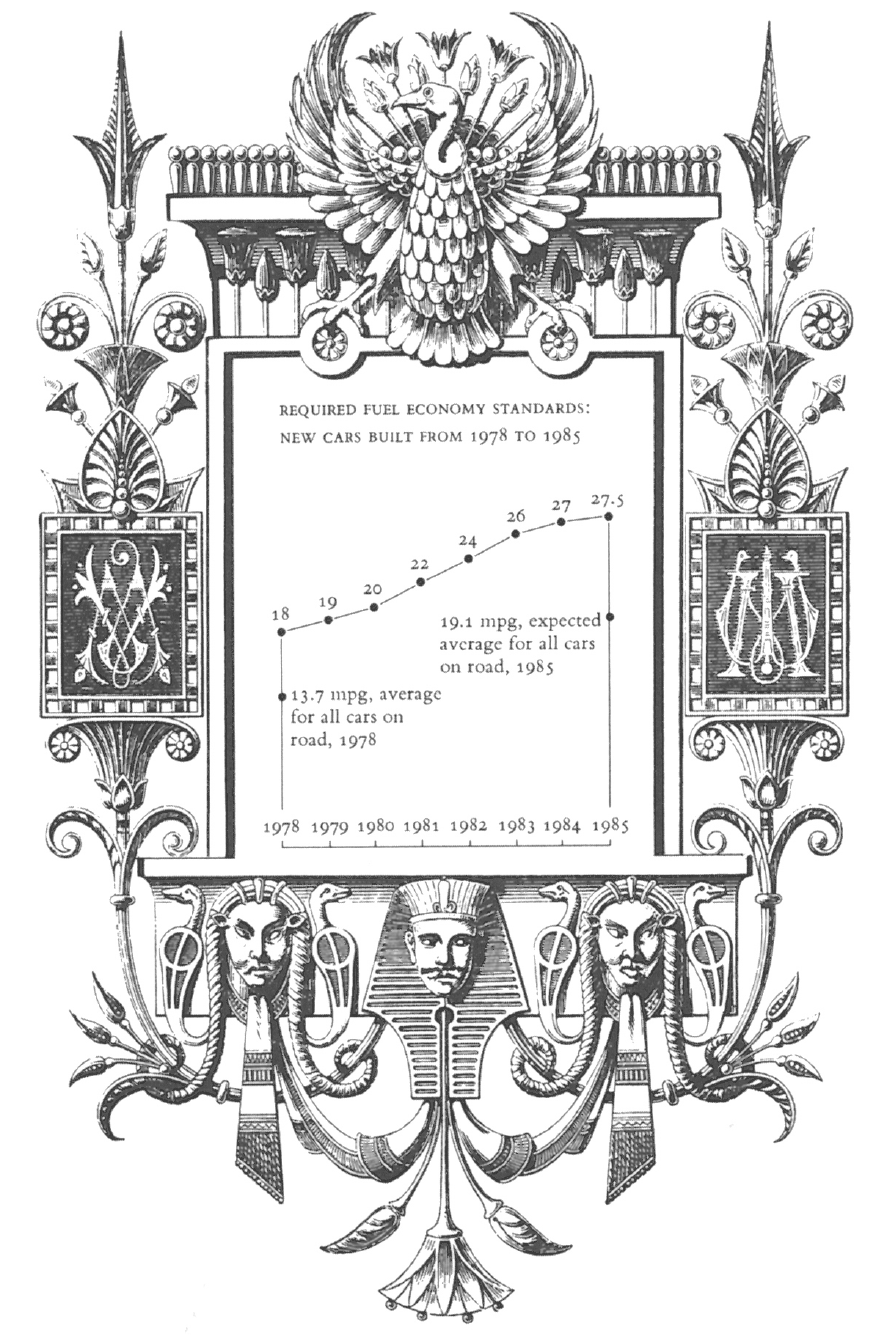 REQUIRED FUEL ECONOMY STANDARDS:
NEW CARS BUILT FROM 1978 TO 1985
18
19
20
22
24
26
27
27.5
19.1 mpg, expected
average for all cars
on road, 1985
13.7 mpg, average
for all cars on
road, 1978
1978 1979 1980 1981 1982 1983 1984 1985